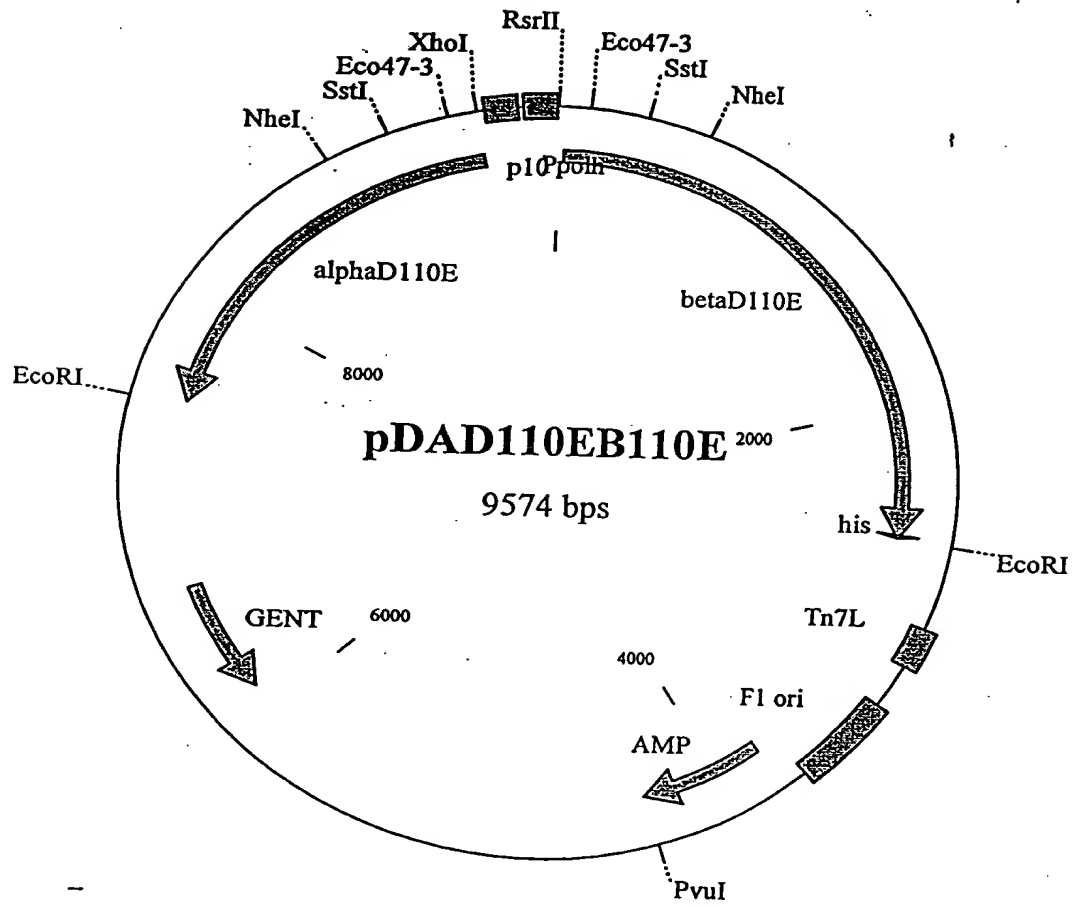 RsrII
XhoI
Eco47-3
Eco47-3
SstI
SstI
NheI
NheI
p10
Ppolh
alphaD110E
betaD110E
EcoRI
8000
pDAD110EB110E
2000
9574 bps
his
EcoRI
GENT
6000
Tn7L
4000
F1 ori
AMP
PvuI